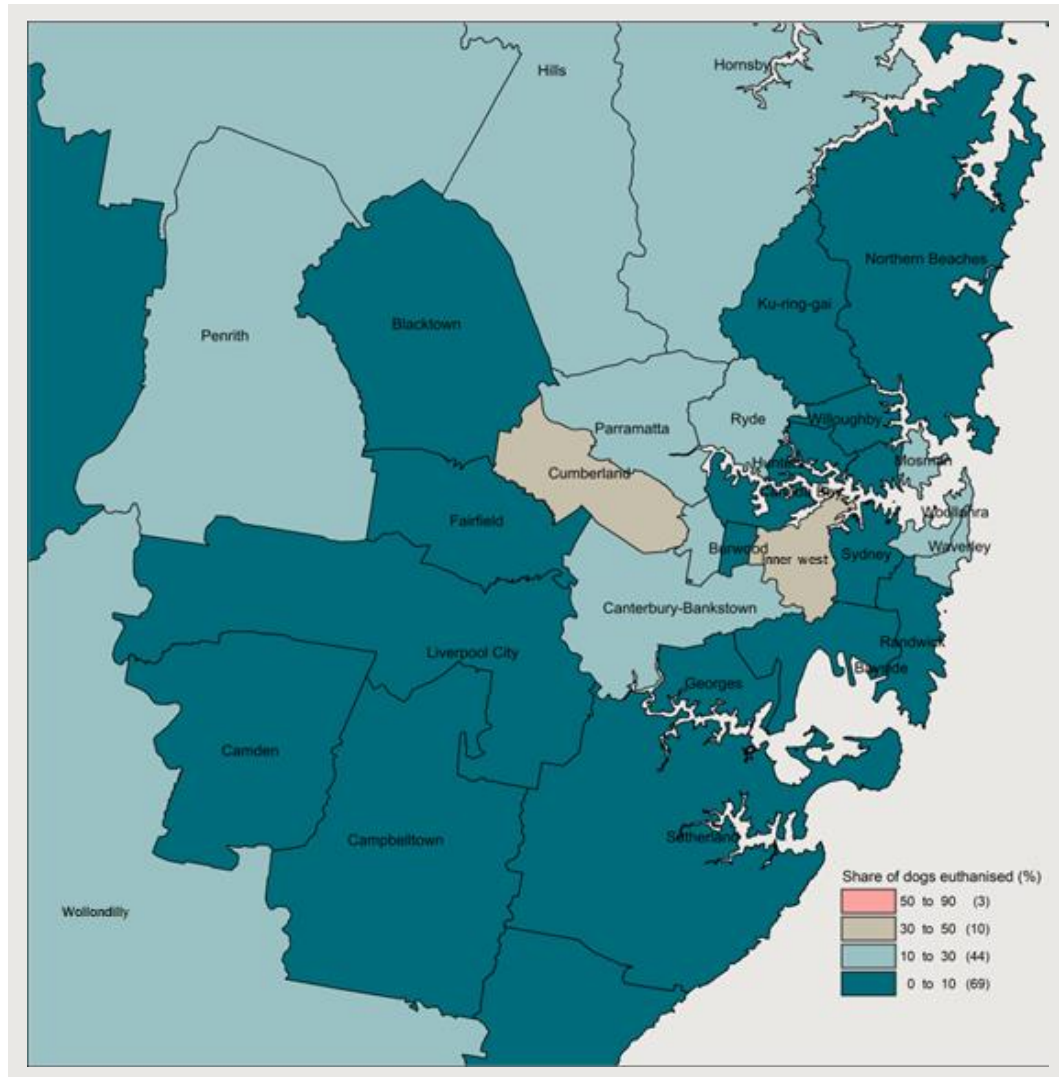 Hills
Hornsby
Northern Beaches
Ku-ring-gai
Blacktown
Penrith
Ryde
Willoughby
Parramatta
Mosman
Cumberland
Woollahra
Fairfield
Burwood
nner west
Sydney
Waverley
Canterbury-Bankstown
Randwick
Liverpool City
Bayside
Georges
Camden
Campbelltown
Sutherland
Wollondilly
Share of dogs euthanised (%)
50 to 90 (3)
30 to 50 (10)
10 to 30 (44)
0 to 10 (69)